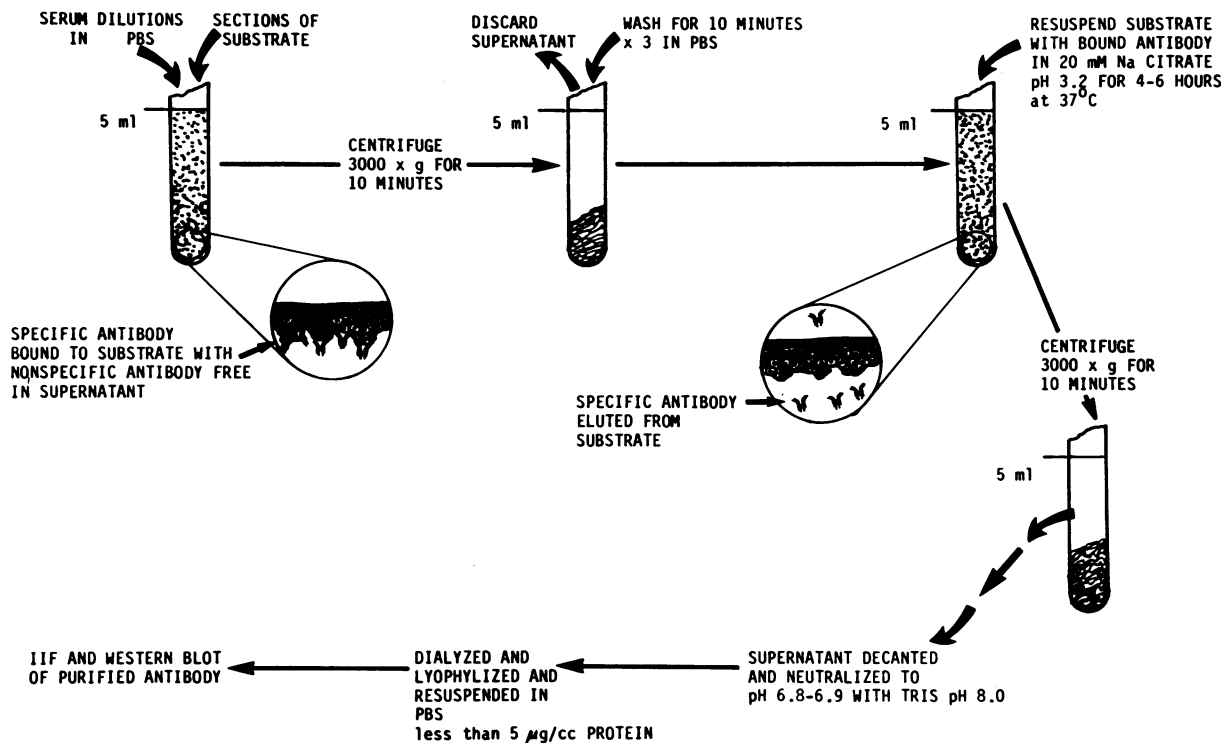 SERUM DILUTIONS
IN PBS
SECTIONS OF
SUBSTRATE
5 ml
CENTRIFUGE
3000 x g FOR
10 MINUTES
DISCARD
SUPERNATANT
WASH FOR 10 MINUTES
x 3 IN PBS
5 ml
RESUSPEND SUBSTRATE
WITH BOUND ANTIBODY
IN 20 mM Na CITRATE
pH 3.2 FOR 4-6 HOURS
at 37°C
5 ml
SPECIFIC ANTIBODY
BOUND TO SUBSTRATE WITH
NONSPECIFIC ANTIBODY FREE
IN SUPERNATANT
SPECIFIC ANTIBODY
ELUTED FROM
SUBSTRATE
CENTRIFUGE
3000 x g FOR
10 MINUTES
5 ml
SUPERNATANT DECANTED
AND NEUTRALIZED TO
pH 6.8-6.9 WITH TRIS pH 8.0
DIALYZED AND
LYOPHYLIZED AND
RESUSPENDED IN
PBS
less than 5 μg/cc PROTEIN
IIF AND WESTERN BLOT
OF PURIFIED ANTIBODY